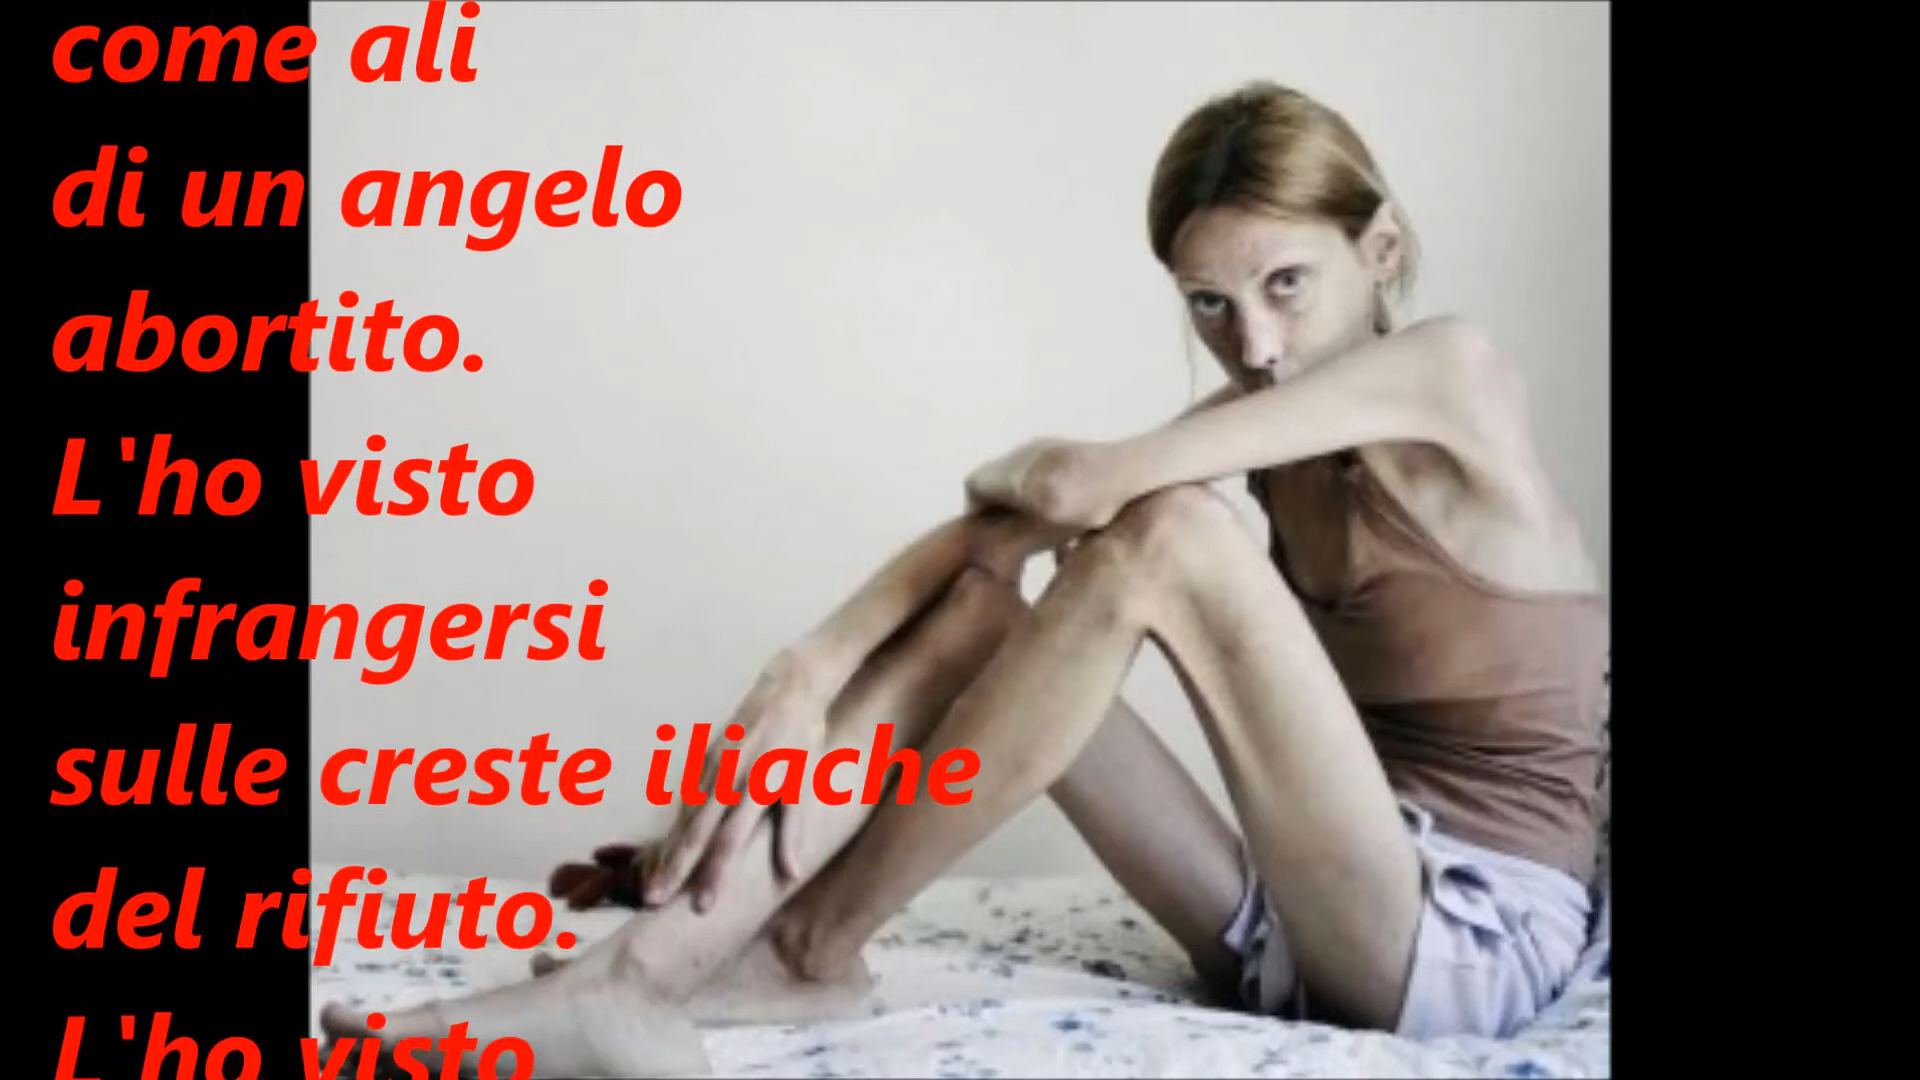 come ali
di un angelo
abortito.
L'ho visto
infrangersi
sulle creste iliache
del rifiuto.
L'ho visto